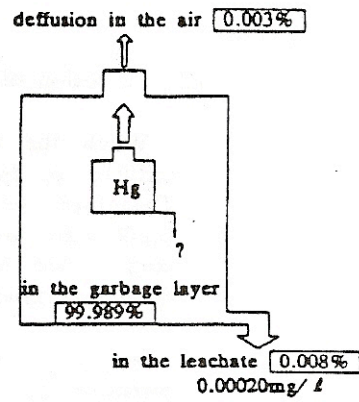 deffusion in the air 0.003%
Hg
?
in the garbage layer
99.989%
in the leachate 0.008%
0.00020mg/ ℓ